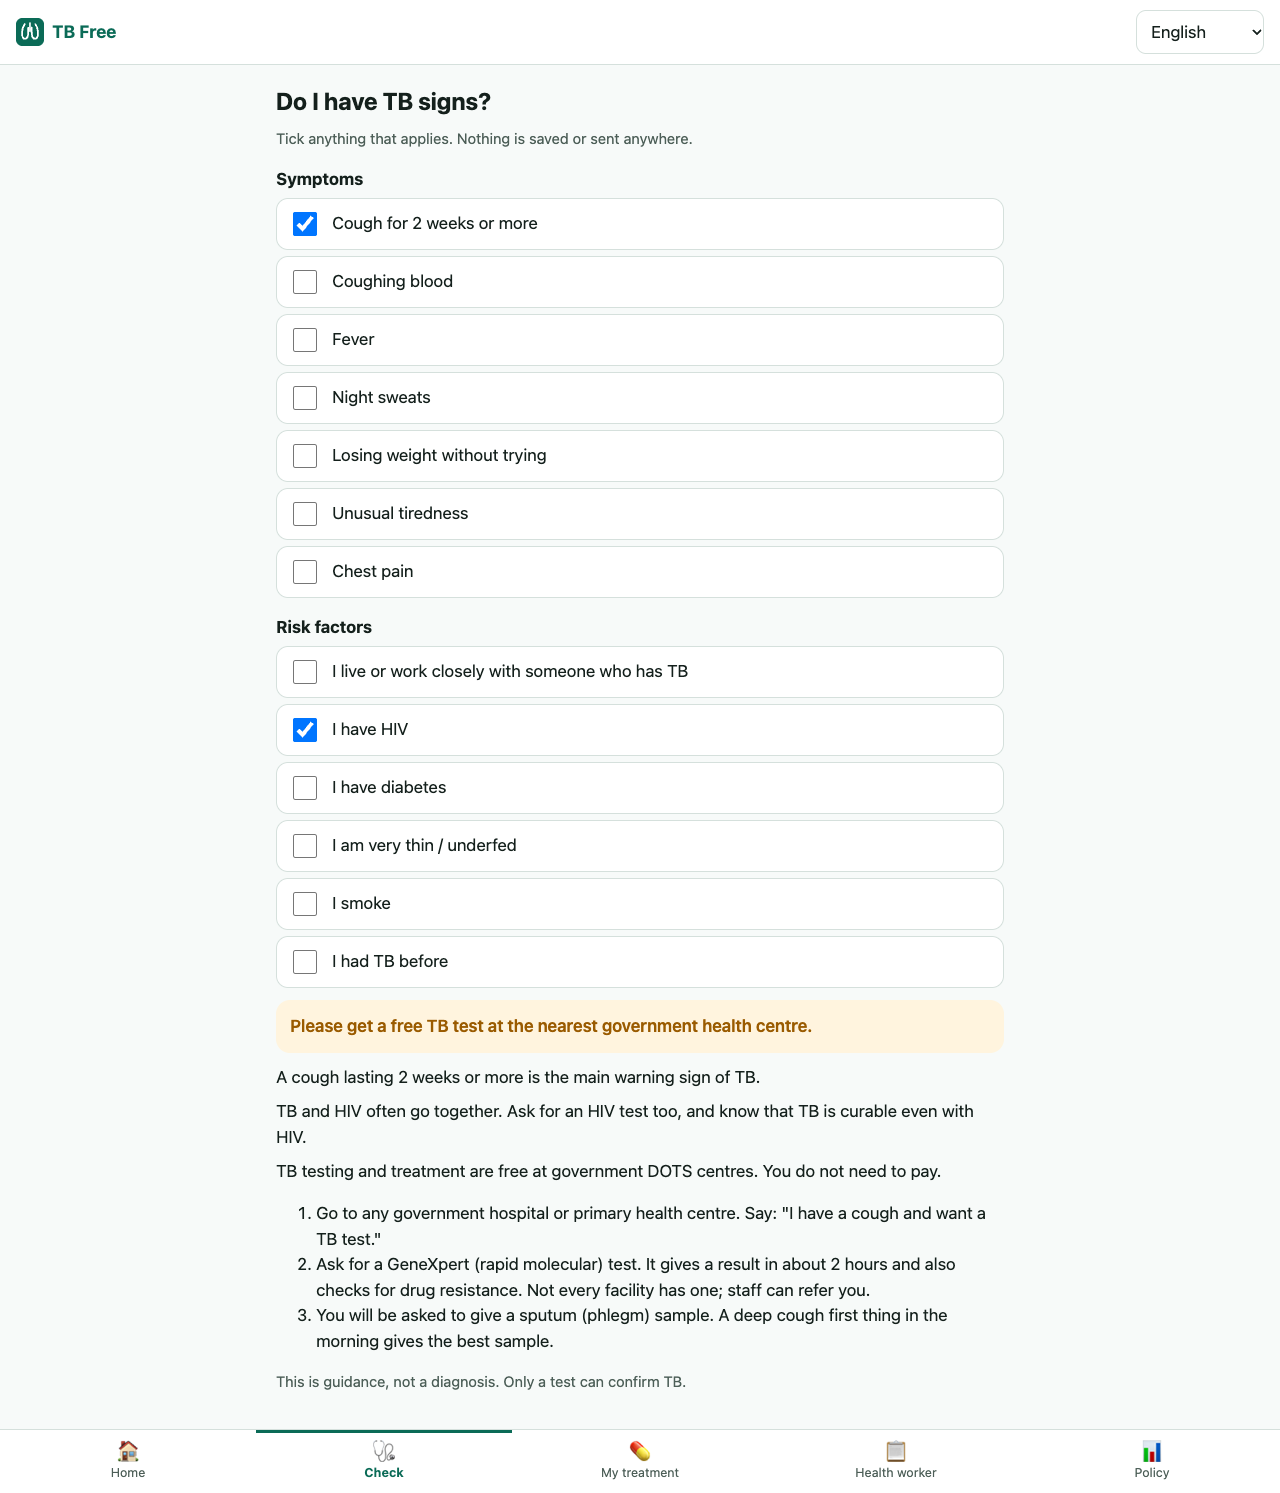 TB Free
English
Do I have TB signs?
Tick anything that applies. Nothing is saved or sent anywhere.
Symptoms
Cough for 2 weeks or more
Coughing blood
Fever
Night sweats
Losing weight without trying
Unusual tiredness
Chest pain
Risk factors
I live or work closely with someone who has TB
I have HIV
I have diabetes
I am very thin / underfed
I smoke
I had TB before
Please get a free TB test at the nearest government health centre.
A cough lasting 2 weeks or more is the main warning sign of TB.
TB and HIV often go together. Ask for an HIV test too, and know that TB is curable even with
HIV.
TB testing and treatment are free at government DOTS centres. You do not need to pay.
1. Go to any government hospital or primary health centre. Say: "I have a cough and want a
TB test."
2. Ask for a GeneXpert (rapid molecular) test. It gives a result in about 2 hours and also
checks for drug resistance. Not every facility has one; staff can refer you.
3. You will be asked to give a sputum (phlegm) sample. A deep cough first thing in the
morning gives the best sample.
This is guidance, not a diagnosis. Only a test can confirm TB.
Home
Check
My treatment
Health worker
Policy